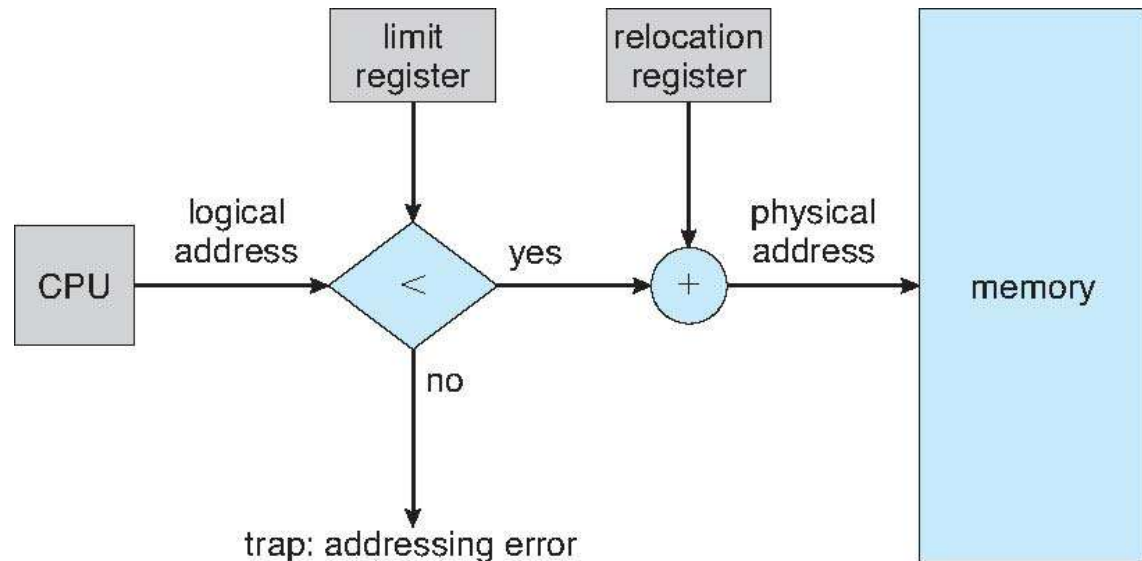 limit
register
relocation
register
logical
address
physical
address
CPU
<
yes
+
memory
no
trap: addressing error